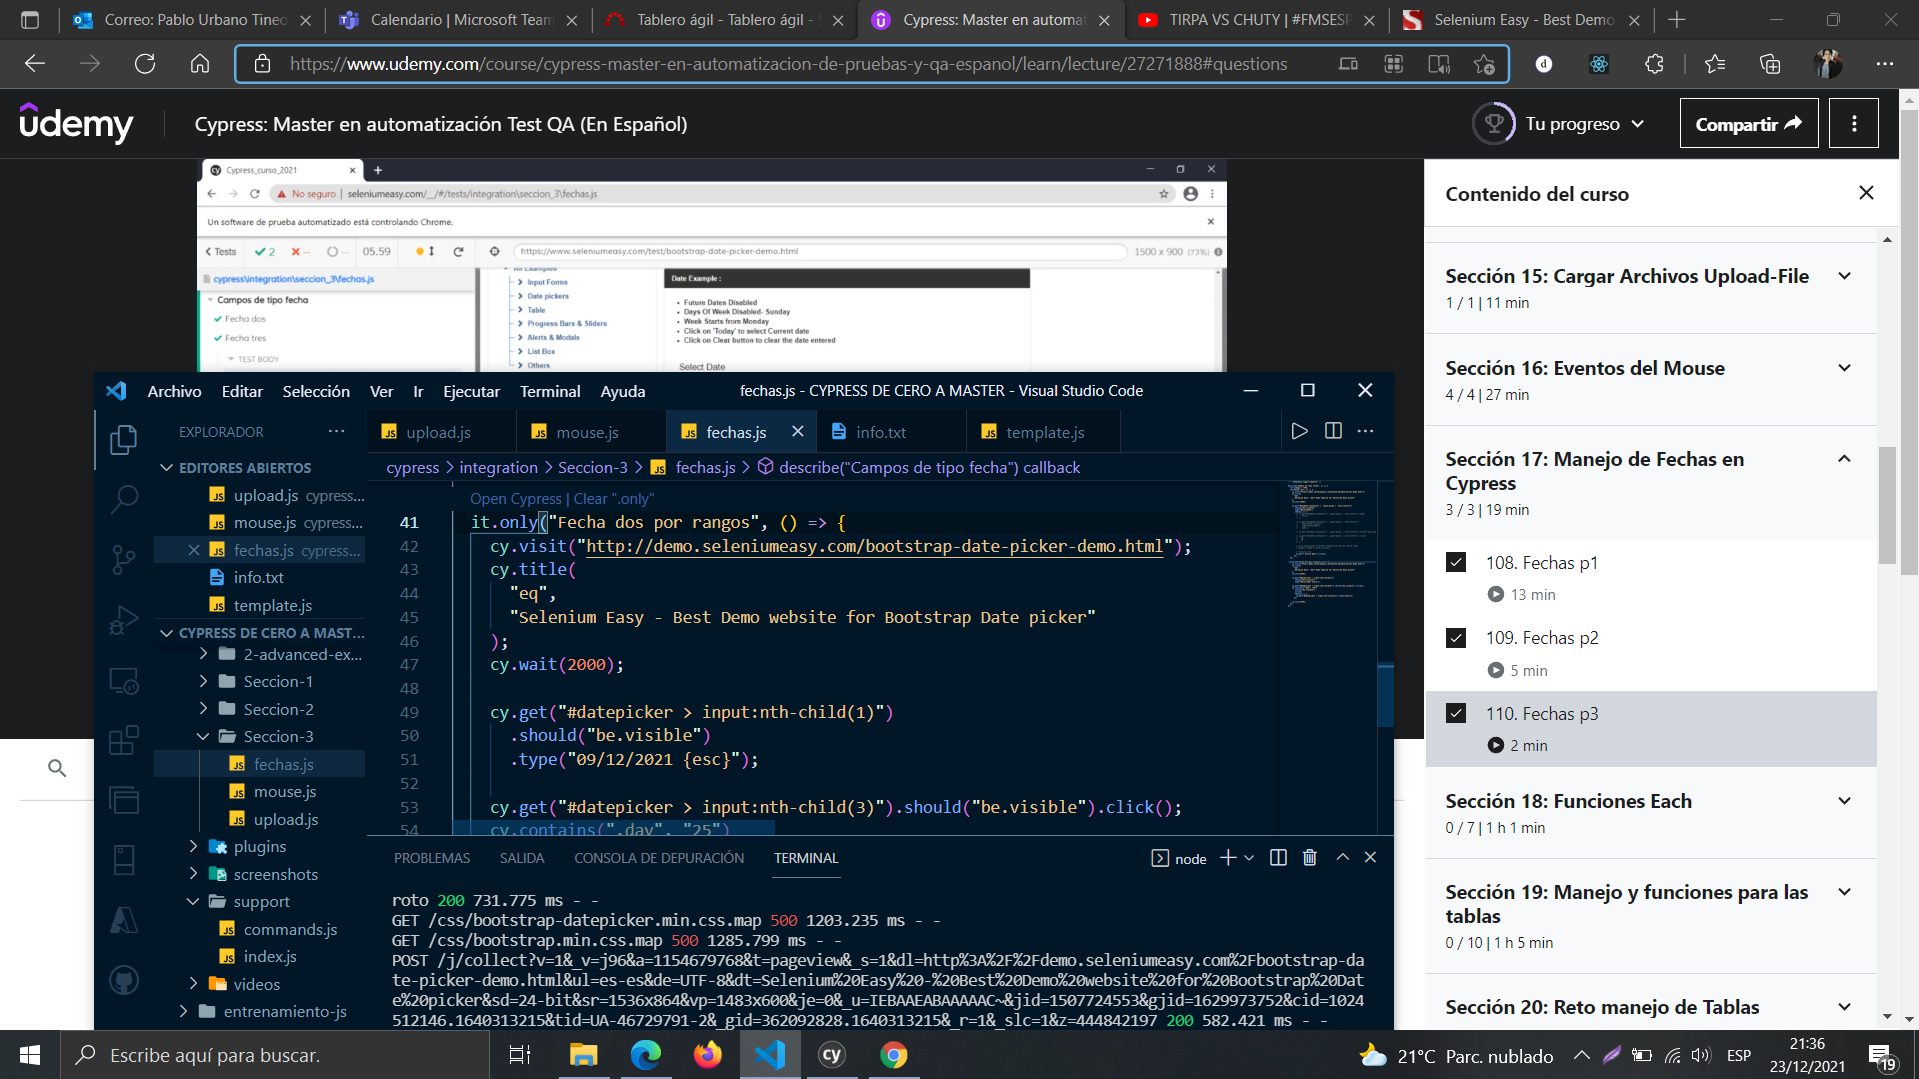 Correo: Pablo Urbano Tineo
Calendario | Microsoft Team
Tablero ágil - Tablero ágil - S
Cypress: Master en automat
TIRPA VS CHUTY | #FMSESP
Selenium Easy - Best Demo
https://www.udemy.com/course/cypress-master-en-automatizacion-de-pruebas-y-qa-espanol/learn/lecture/27271888#questions
udemy
Cypress: Master en automatización Test QA (En Español)
Tu progreso
Compartir
Cypress_curso_2021
No seguro | seleniumeasy.com/__/#/tests/integration\seccion_3\fechas.js
Un software de prueba automatizado está controlando Chrome.
< Tests
2
--
--
05.59
https://www.seleniumeasy.com/test/bootstrap-date-picker-demo.html
1500 x 900 (73%)
cypress\integration\seccion_3\fechas.js
Campos de tipo fecha
Fecha dos
Fecha tres
TEST BODY
All Examples
Input Forms
Date pickers
Table
Progress Bars & Sliders
Alerts & Modals
List Box
Others
Date Example :
Future Dates Disabled
Days Of Week Disabled- Sunday
Week Starts from Monday
Click on 'Today' to select Current date
Click on Clear button to clear the date entered
Select Date
Archivo Editar Selección Ver Ir Ejecutar Terminal Ayuda
fechas.js - CYPRESS DE CERO A MASTER - Visual Studio Code
EXPLORADOR
EDITORES ABIERTOS
JS upload.js cypress...
JS mouse.js cypress...
JS fechas.js cypress...
info.txt
JS template.js
CYPRESS DE CERO A MAST...
2-advanced-ex...
Seccion-1
Seccion-2
Seccion-3
JS fechas.js
JS mouse.js
JS upload.js
plugins
screenshots
support
JS commands.js
JS index.js
videos
entrenamiento-js
JS upload.js
JS mouse.js
JS fechas.js
info.txt
JS template.js
cypress > integration > Seccion-3 > JS fechas.js > describe("Campos de tipo fecha") callback
Open Cypress | Clear ".only"
41 it.only("Fecha dos por rangos", () => {
42 cy.visit("http://demo.seleniumeasy.com/bootstrap-date-picker-demo.html");
43 cy.title(
44 "eq",
45 "Selenium Easy - Best Demo website for Bootstrap Date picker"
46 );
47 cy.wait(2000);
48
49 cy.get("#datepicker > input:nth-child(1)")
50 .should("be.visible")
51 .type("09/12/2021 {esc}");
52
53 cy.get("#datepicker > input:nth-child(3)").should("be.visible").click();
54 cy.contains(".day", "25")
PROBLEMAS SALIDA CONSOLA DE DEPURACIÓN TERMINAL
node
roto 200 731.775 ms - -
GET /css/bootstrap-datepicker.min.css.map 500 1203.235 ms - -
GET /css/bootstrap.min.css.map 500 1285.799 ms - -
POST /j/collect?v=1&_v=j96&a=1154679768&t=pageview&_s=1&dl=http%3A%2F%2Fdemo.seleniumeasy.com%2Fbootstrap-da
te-picker-demo.html&ul=es-es&de=UTF-8&dt=Selenium%20Easy%20-%20Best%20Demo%20website%20for%20Bootstrap%20Dat
e%20picker&sd=24-bit&sr=1536x864&vp=1483x600&je=0&_u=IEBAAEABAAAAAC~&jid=1507724553&gjid=1629973752&cid=1024
512146.1640313215&tid=UA-46729791-2&_gid=362092828.1640313215&_r=1&_slc=1&z=444842197 200 582.421 ms - -
Contenido del curso
Sección 15: Cargar Archivos Upload-File
1 / 1 | 11 min
Sección 16: Eventos del Mouse
4 / 4 | 27 min
Sección 17: Manejo de Fechas en
Cypress
3 / 3 | 19 min
108. Fechas p1
13 min
109. Fechas p2
5 min
110. Fechas p3
2 min
Sección 18: Funciones Each
0 / 7 | 1 h 1 min
Sección 19: Manejo y funciones para las
tablas
0 / 10 | 1 h 5 min
Sección 20: Reto manejo de Tablas
Escribe aquí para buscar.
cy
21°C Parc. nublado
ESP
21:36
23/12/2021
19